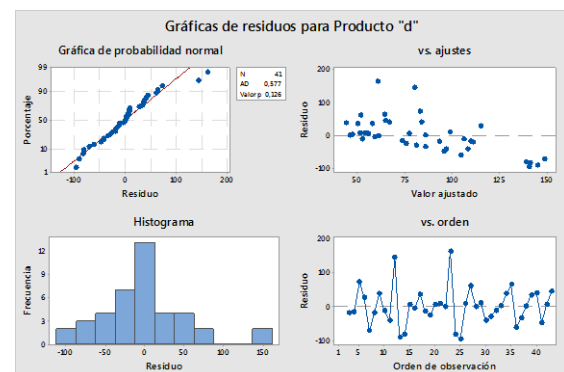 Gráficas de residuos para Producto "d"
Gráfica de probabilidad normal
99
90
50
10
1
-100
0
100
200
Porcentaje
Residuo
N 41
AD 0,577
Valor p 0,126
vs. ajustes
200
100
0
-100
50
75
100
125
150
Residuo
Valor ajustado
Histograma
12
9
6
3
0
-100
-50
0
50
100
150
Frecuencia
Residuo
vs. orden
200
100
0
-100
1
5
10
15
20
25
30
35
40
Residuo
Orden de observación